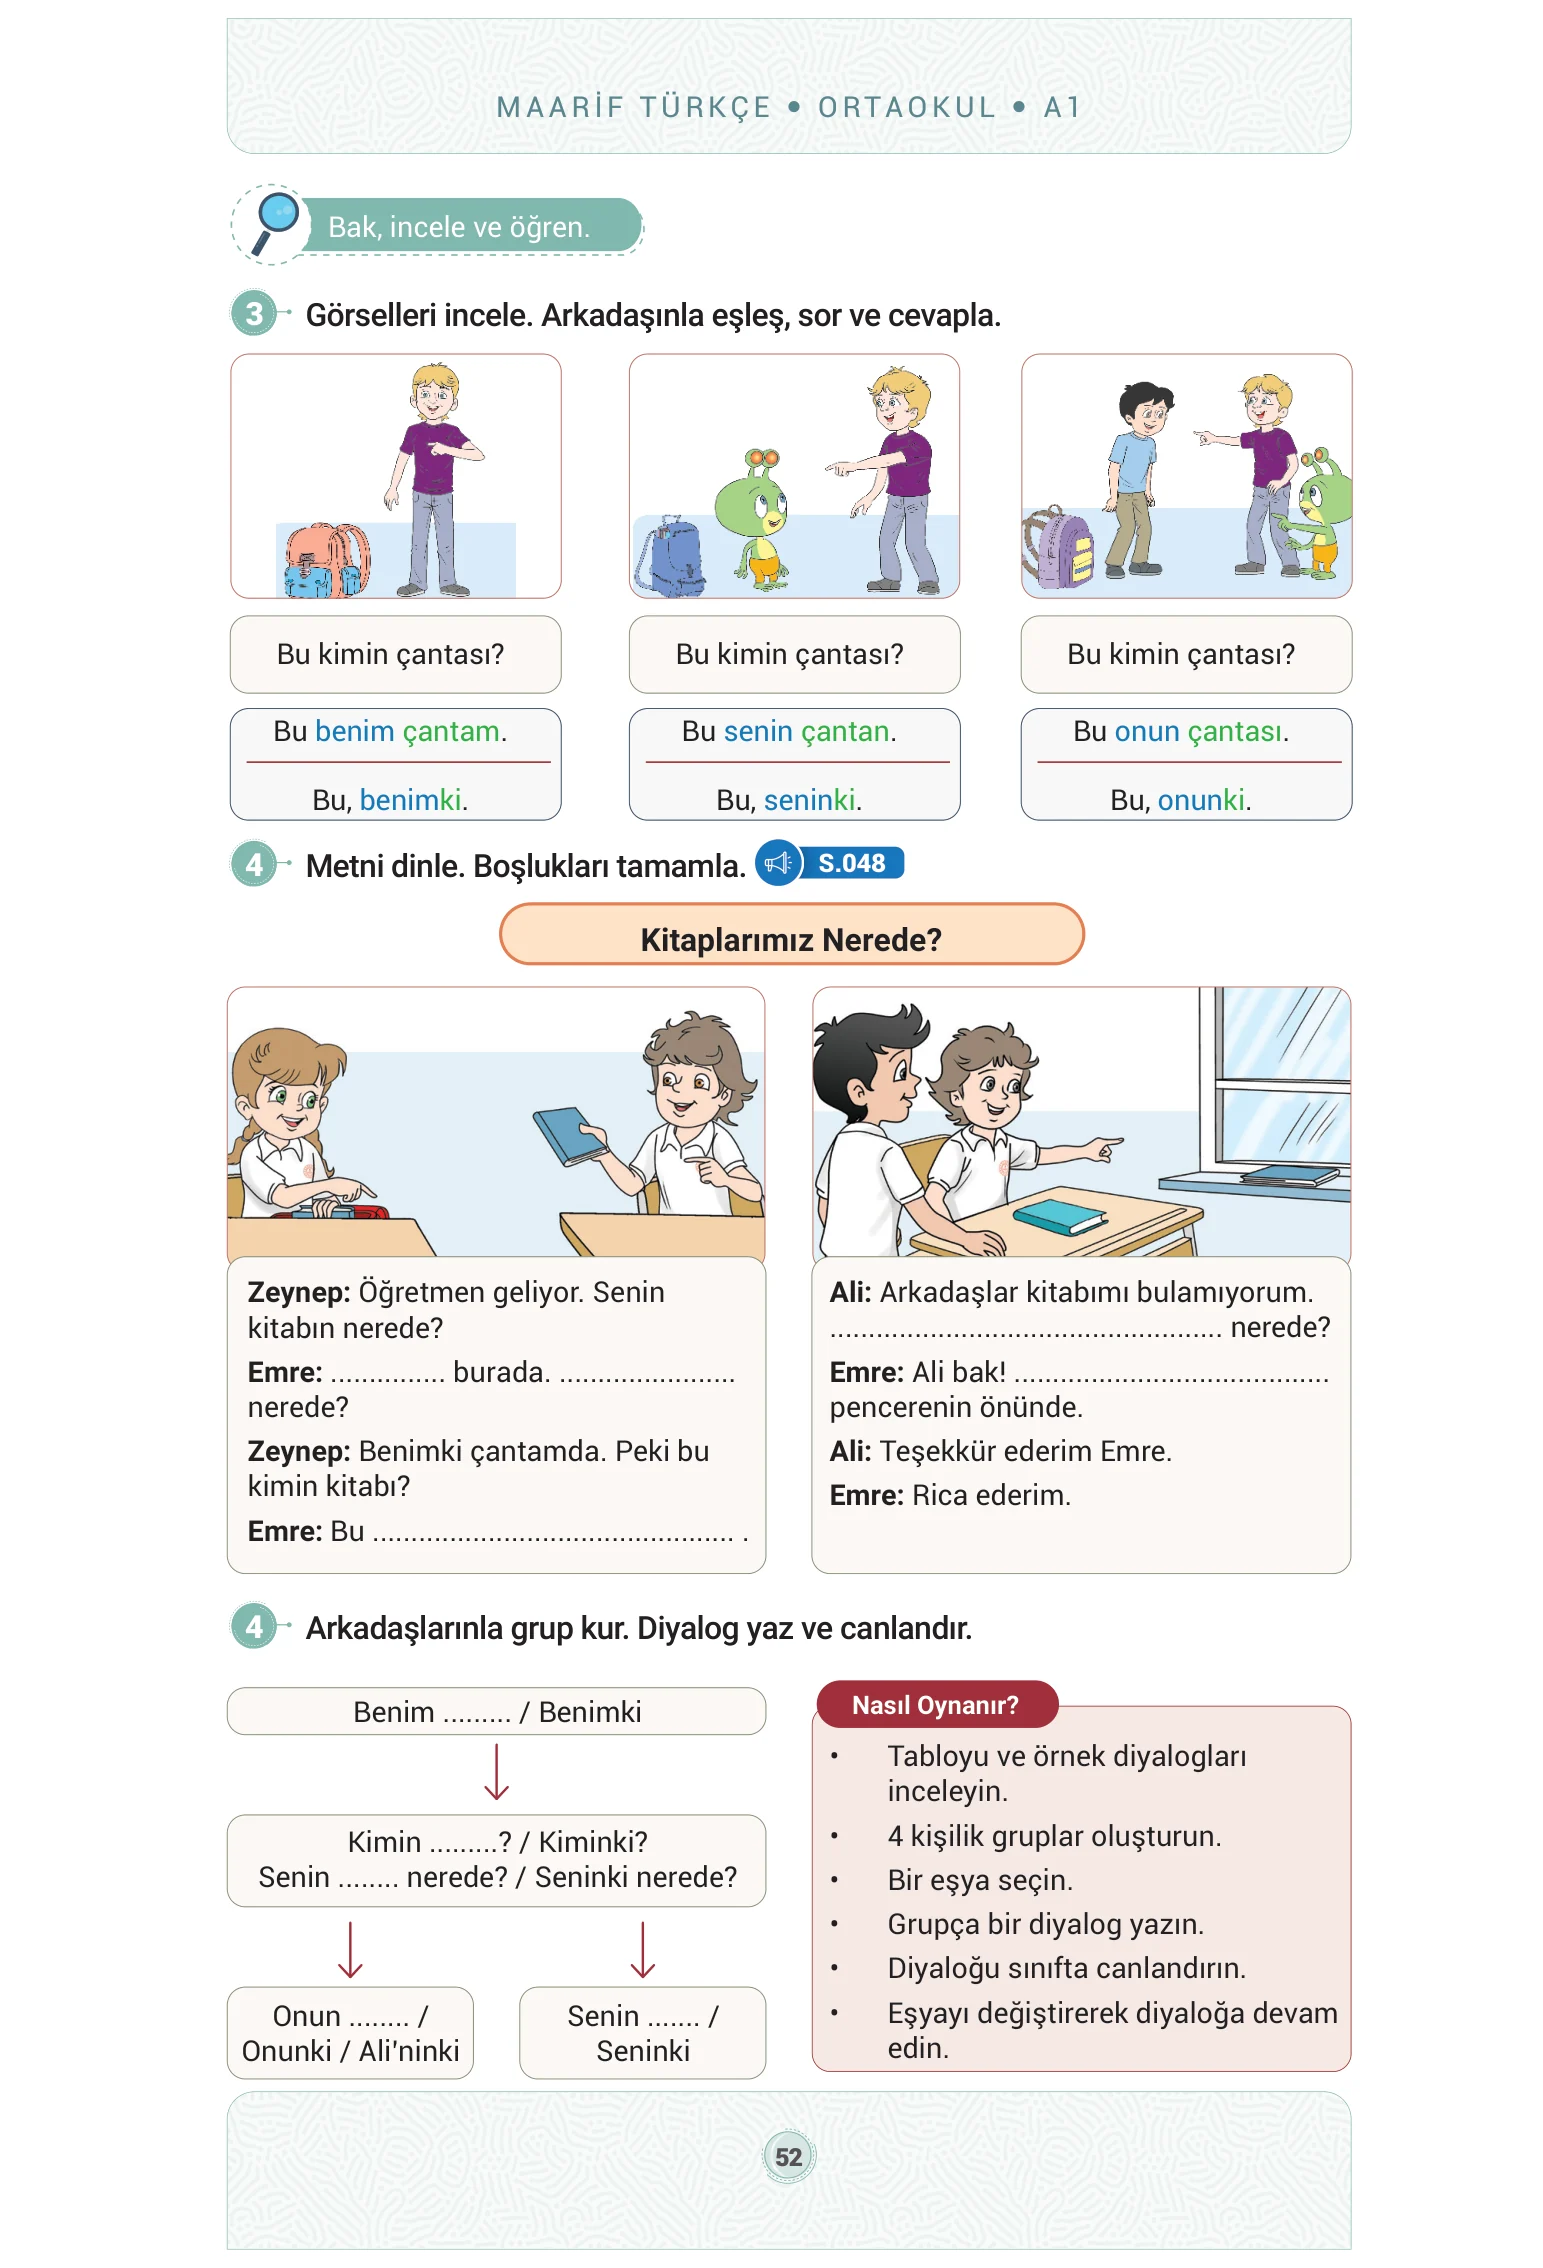 MAARİF TÜRKÇE • ORTAOKUL • A1
Bak, incele ve öğren.
3 Görselleri incele. Arkadaşınla eşleş, sor ve cevapla.
Bu kimin çantası?
Bu kimin çantası?
Bu kimin çantası?
Bu benim çantam.
Bu, benimki.
Bu senin çantan.
Bu, seninki.
Bu onun çantası.
Bu, onunki.
4 Metni dinle. Boşlukları tamamla. S.048
Kitaplarımız Nerede?
Zeynep: Öğretmen geliyor. Senin
kitabın nerede?
Emre: ............... burada. .......................
nerede?
Zeynep: Benimki çantamda. Peki bu
kimin kitabı?
Emre: Bu ............................................... .
Ali: Arkadaşlar kitabımı bulamıyorum.
................................................... nerede?
Emre: Ali bak! .........................................
pencerenin önünde.
Ali: Teşekkür ederim Emre.
Emre: Rica ederim.
4 Arkadaşlarınla grup kur. Diyalog yaz ve canlandır.
Benim ......... / Benimki
Kimin .........? / Kiminki?
Senin ........ nerede? / Seninki nerede?
Onun ........ /
Onunki / Ali'ninki
Senin ....... /
Seninki
Nasıl Oynanır?
• Tabloyu ve örnek diyalogları
inceleyin.
• 4 kişilik gruplar oluşturun.
• Bir eşya seçin.
• Grupça bir diyalog yazın.
• Diyaloğu sınıfta canlandırın.
• Eşyayı değiştirerek diyaloğa devam
edin.
52